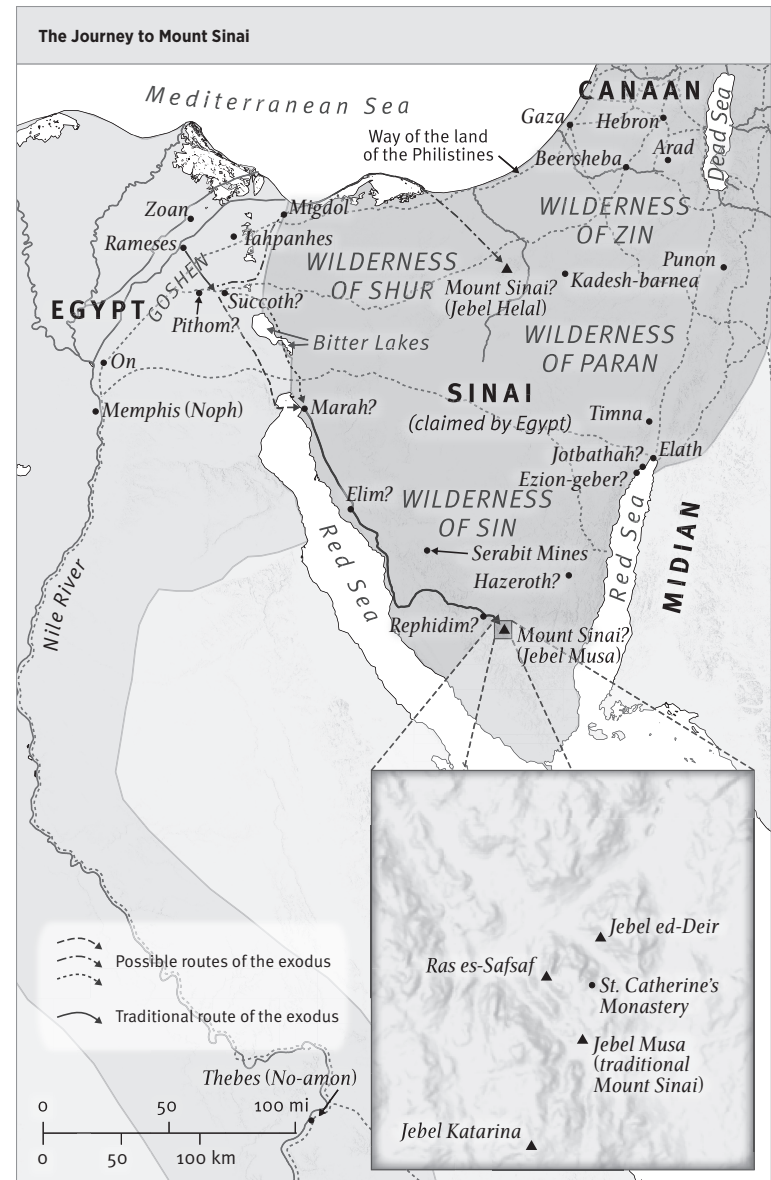 The Journey to Mount Sinai
Mediterranean Sea
CANAAN
Gaza
Hebron
Dead Sea
Way of the land
of the Philistines
Beersheba
Arad
Zoan
Migdol
Rameses
Tahpanhes
WILDERNESS
OF ZIN
GOSHEN
WILDERNESS
OF SHUR
Mount Sinai?
(Jebel Helal)
Kadesh-barnea
Punon
EGYPT
Succoth?
Pithom?
Bitter Lakes
WILDERNESS
OF PARAN
On
SINAI
(claimed by Egypt)
Memphis (Noph)
Marah?
Timna
Jotbathah?
Elath
Ezion-geber?
Elim?
WILDERNESS
OF SIN
Red Sea
Red Sea
MIDIAN
Serabit Mines
Hazeroth?
Nile River
Rephidim?
Mount Sinai?
(Jebel Musa)
Jebel ed-Deir
Ras es-Safsaf
St. Catherine's
Monastery
Jebel Musa
(traditional
Mount Sinai)
Jebel Katarina
Possible routes of the exodus
Traditional route of the exodus
Thebes (No-amon)
0 50 100 mi
0 50 100 km